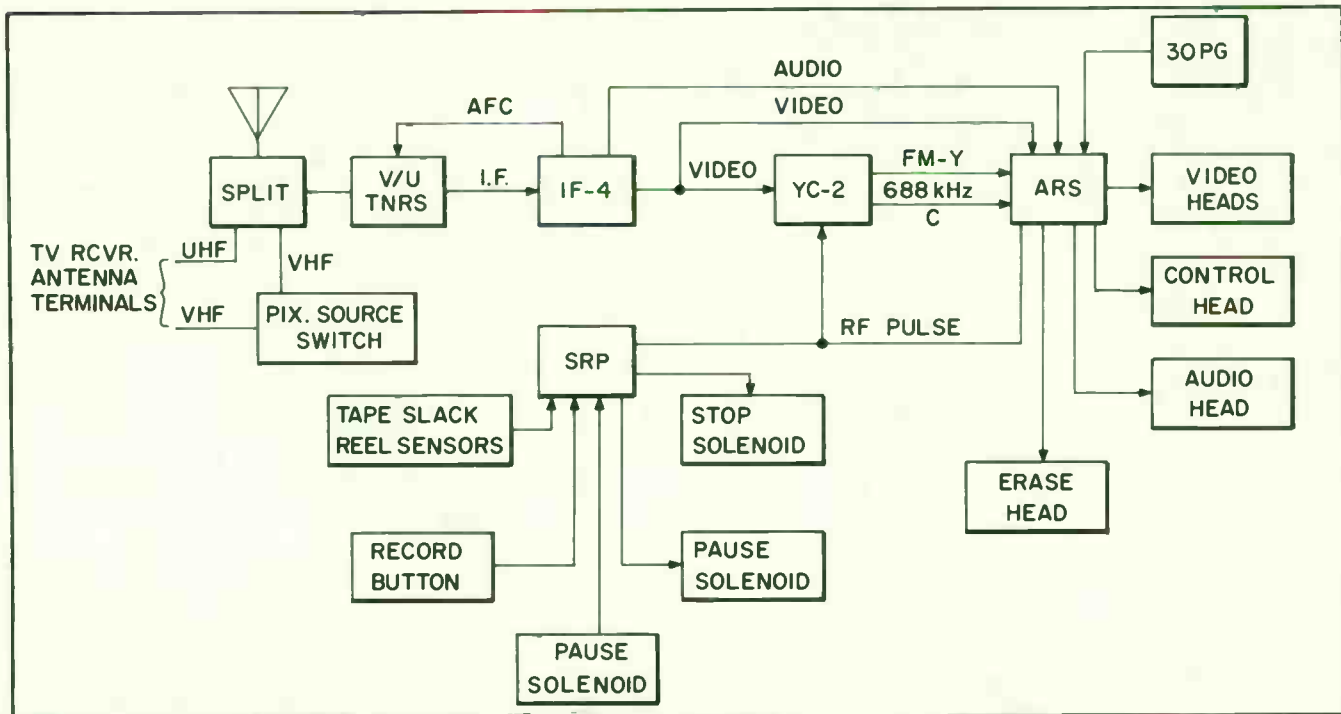 30 PG
AUDIO
VIDEO
AFC
SPLIT
V/U
TNRS
I.F.
IF-4
VIDEO
YC-2
FM-Y
688 kHz
C
ARS
VIDEO
HEADS
TV RCVR.
ANTENNA
TERMINALS
UHF
VHF
VHF
PIX. SOURCE
SWITCH
RF PULSE
CONTROL
HEAD
SRP
AUDIO
HEAD
TAPE SLACK
REEL SENSORS
STOP
SOLENOID
ERASE
HEAD
RECORD
BUTTON
PAUSE
SOLENOID
PAUSE
SOLENOID